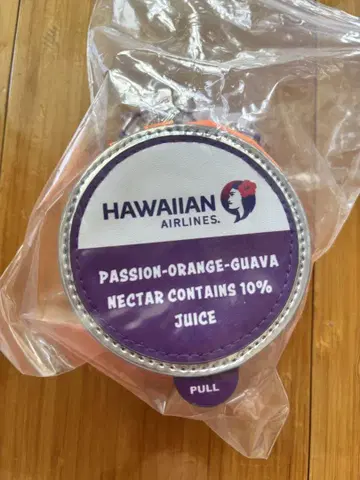 HAWAIIAN
AIRLINES.
PASSION-ORANGE-GUAVA
NECTAR CONTAINS 10%
JUICE
PULL